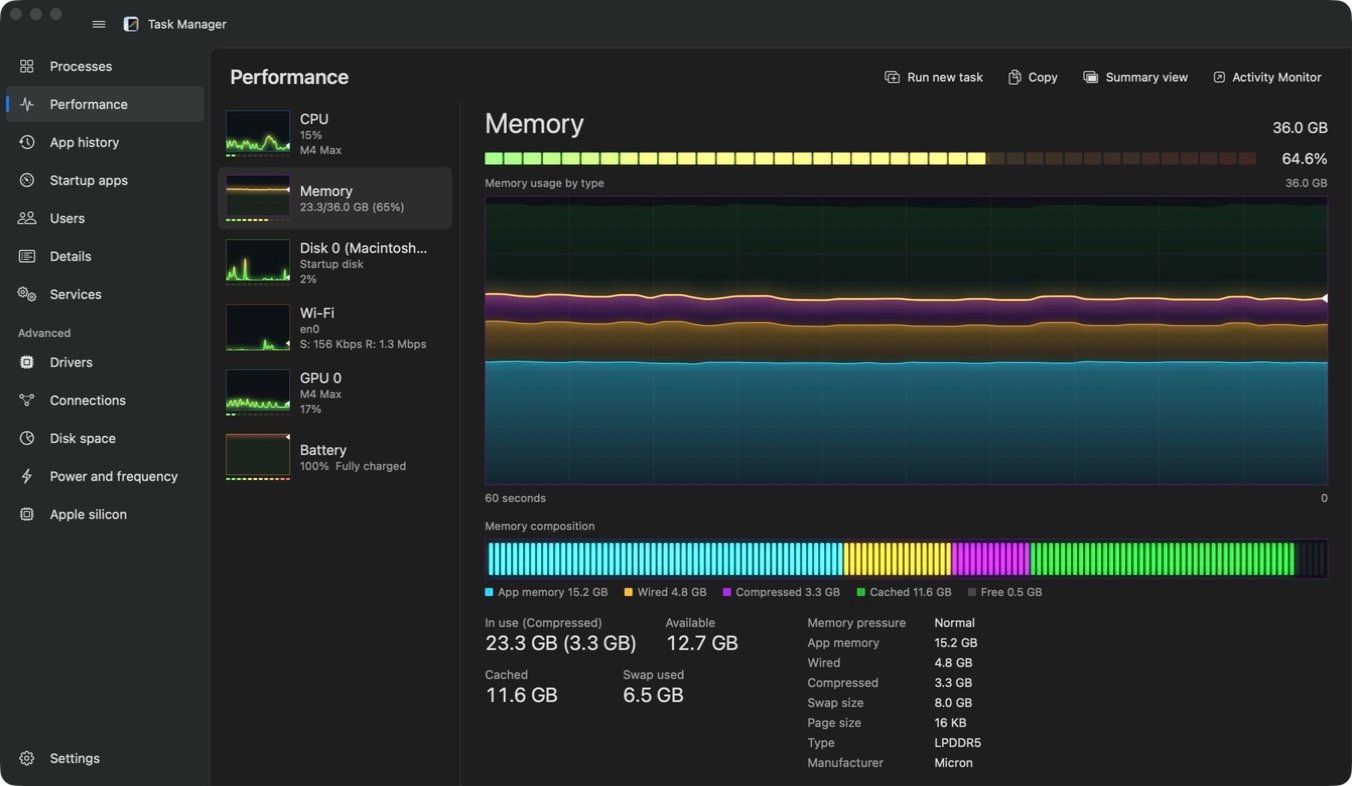 Task Manager
Processes
Performance
App history
Startup apps
Users
Details
Services
Advanced
Drivers
Connections
Disk space
Power and frequency
Apple silicon
Settings
Performance
Run new task
Copy
Summary view
Activity Monitor
CPU
15%
M4 Max
Memory
23.3/36.0 GB (65%)
Disk 0 (Macintosh...
Startup disk
2%
Wi-Fi
en0
S: 156 Kbps R: 1.3 Mbps
GPU 0
M4 Max
17%
Battery
100% Fully charged
Memory
36.0 GB
64.6%
Memory usage by type
36.0 GB
60 seconds
0
Memory composition
App memory 15.2 GB
Wired 4.8 GB
Compressed 3.3 GB
Cached 11.6 GB
Free 0.5 GB
In use (Compressed)
23.3 GB (3.3 GB)
Available
12.7 GB
Cached
11.6 GB
Swap used
6.5 GB
Memory pressure Normal
App memory 15.2 GB
Wired 4.8 GB
Compressed 3.3 GB
Swap size 8.0 GB
Page size 16 KB
Type LPDDR5
Manufacturer Micron